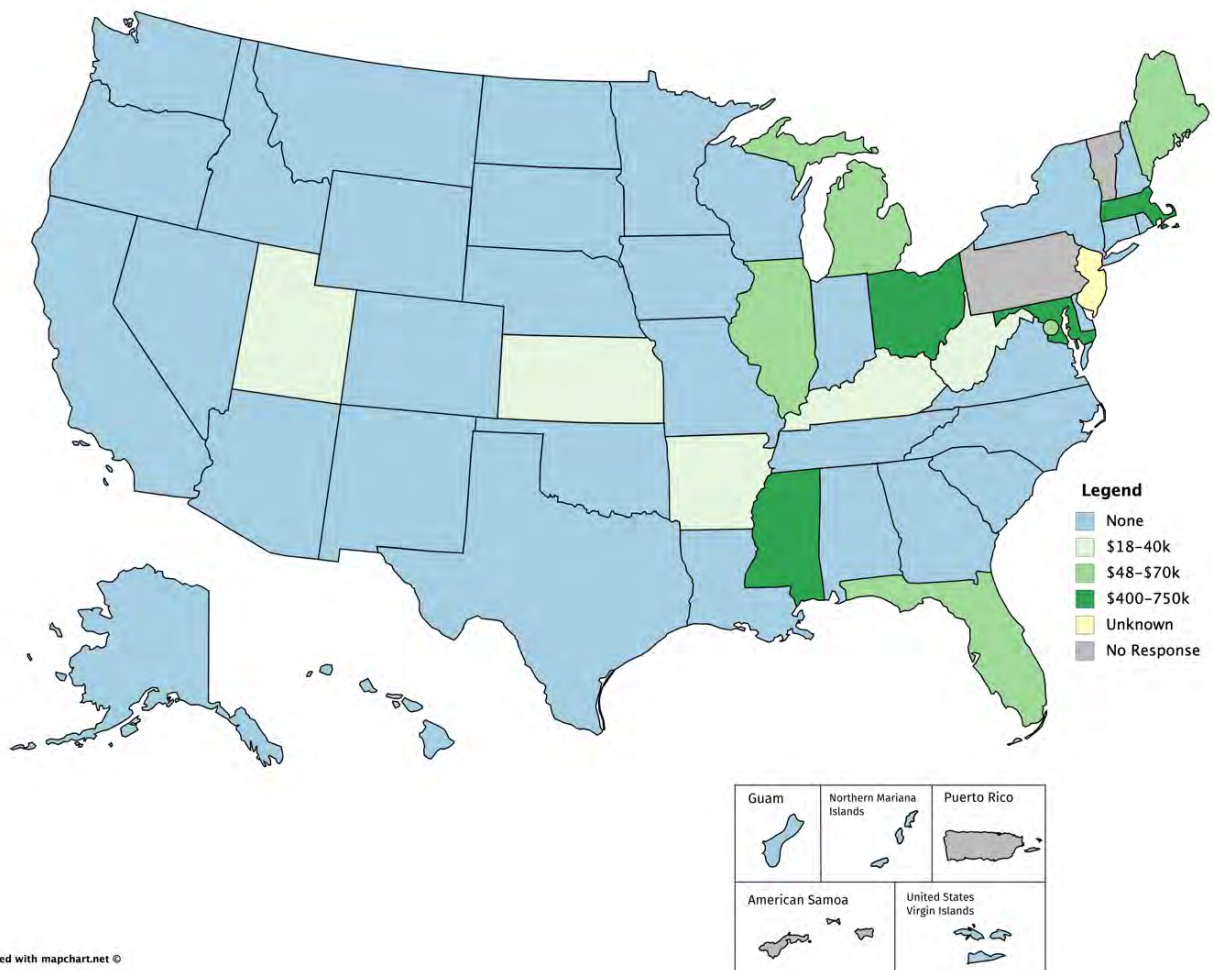 Legend
None
$18-40k
$48-$70k
$400-750k
Unknown
No Response
Guam
Northern Mariana
Islands
Puerto Rico
American Samoa
United States
Virgin Islands
ed with mapchart.net ©